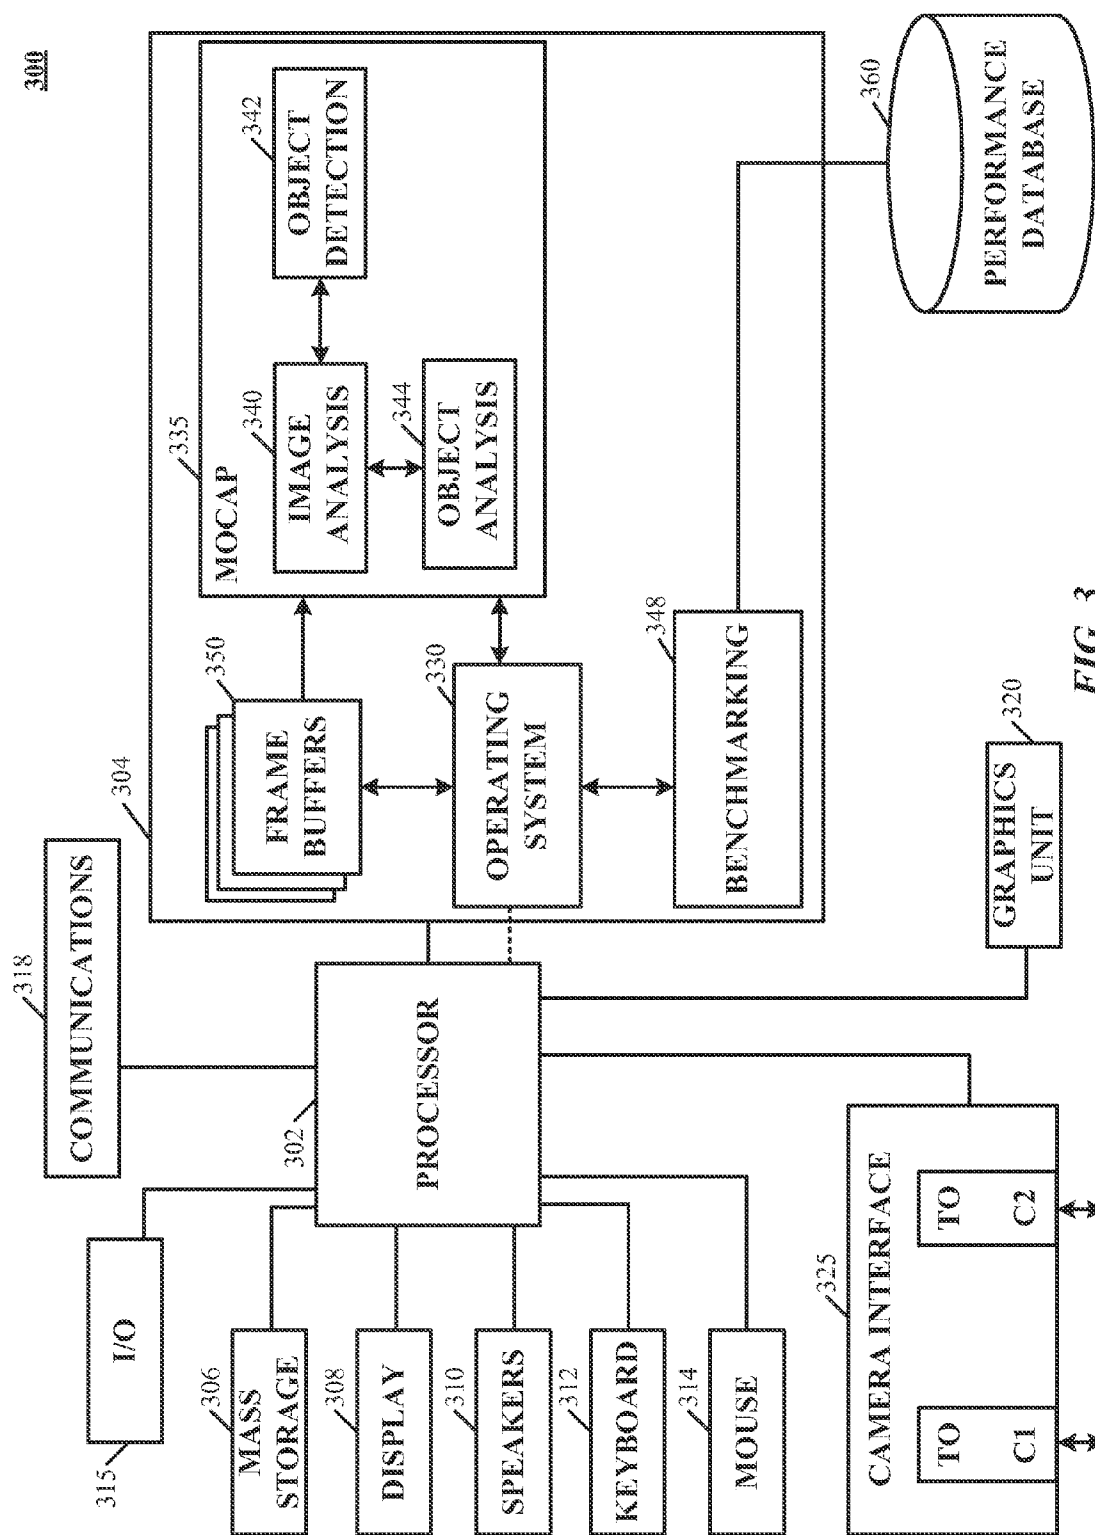 300
318
COMMUNICATIONS
I/O
315
306
MASS
STORAGE
308
DISPLAY
310
SPEAKERS
312
KEYBOARD
314
MOUSE
302
PROCESSOR
304
350
FRAME
BUFFERS
330
OPERATING
SYSTEM
348
BENCHMARKING
335
MOCAP
340
IMAGE
ANALYSIS
342
OBJECT
DETECTION
344
OBJECT
ANALYSIS
360
PERFORMANCE
DATABASE
320
GRAPHICS
UNIT
325
CAMERA INTERFACE
TO
C1
TO
C2
FIG. 3